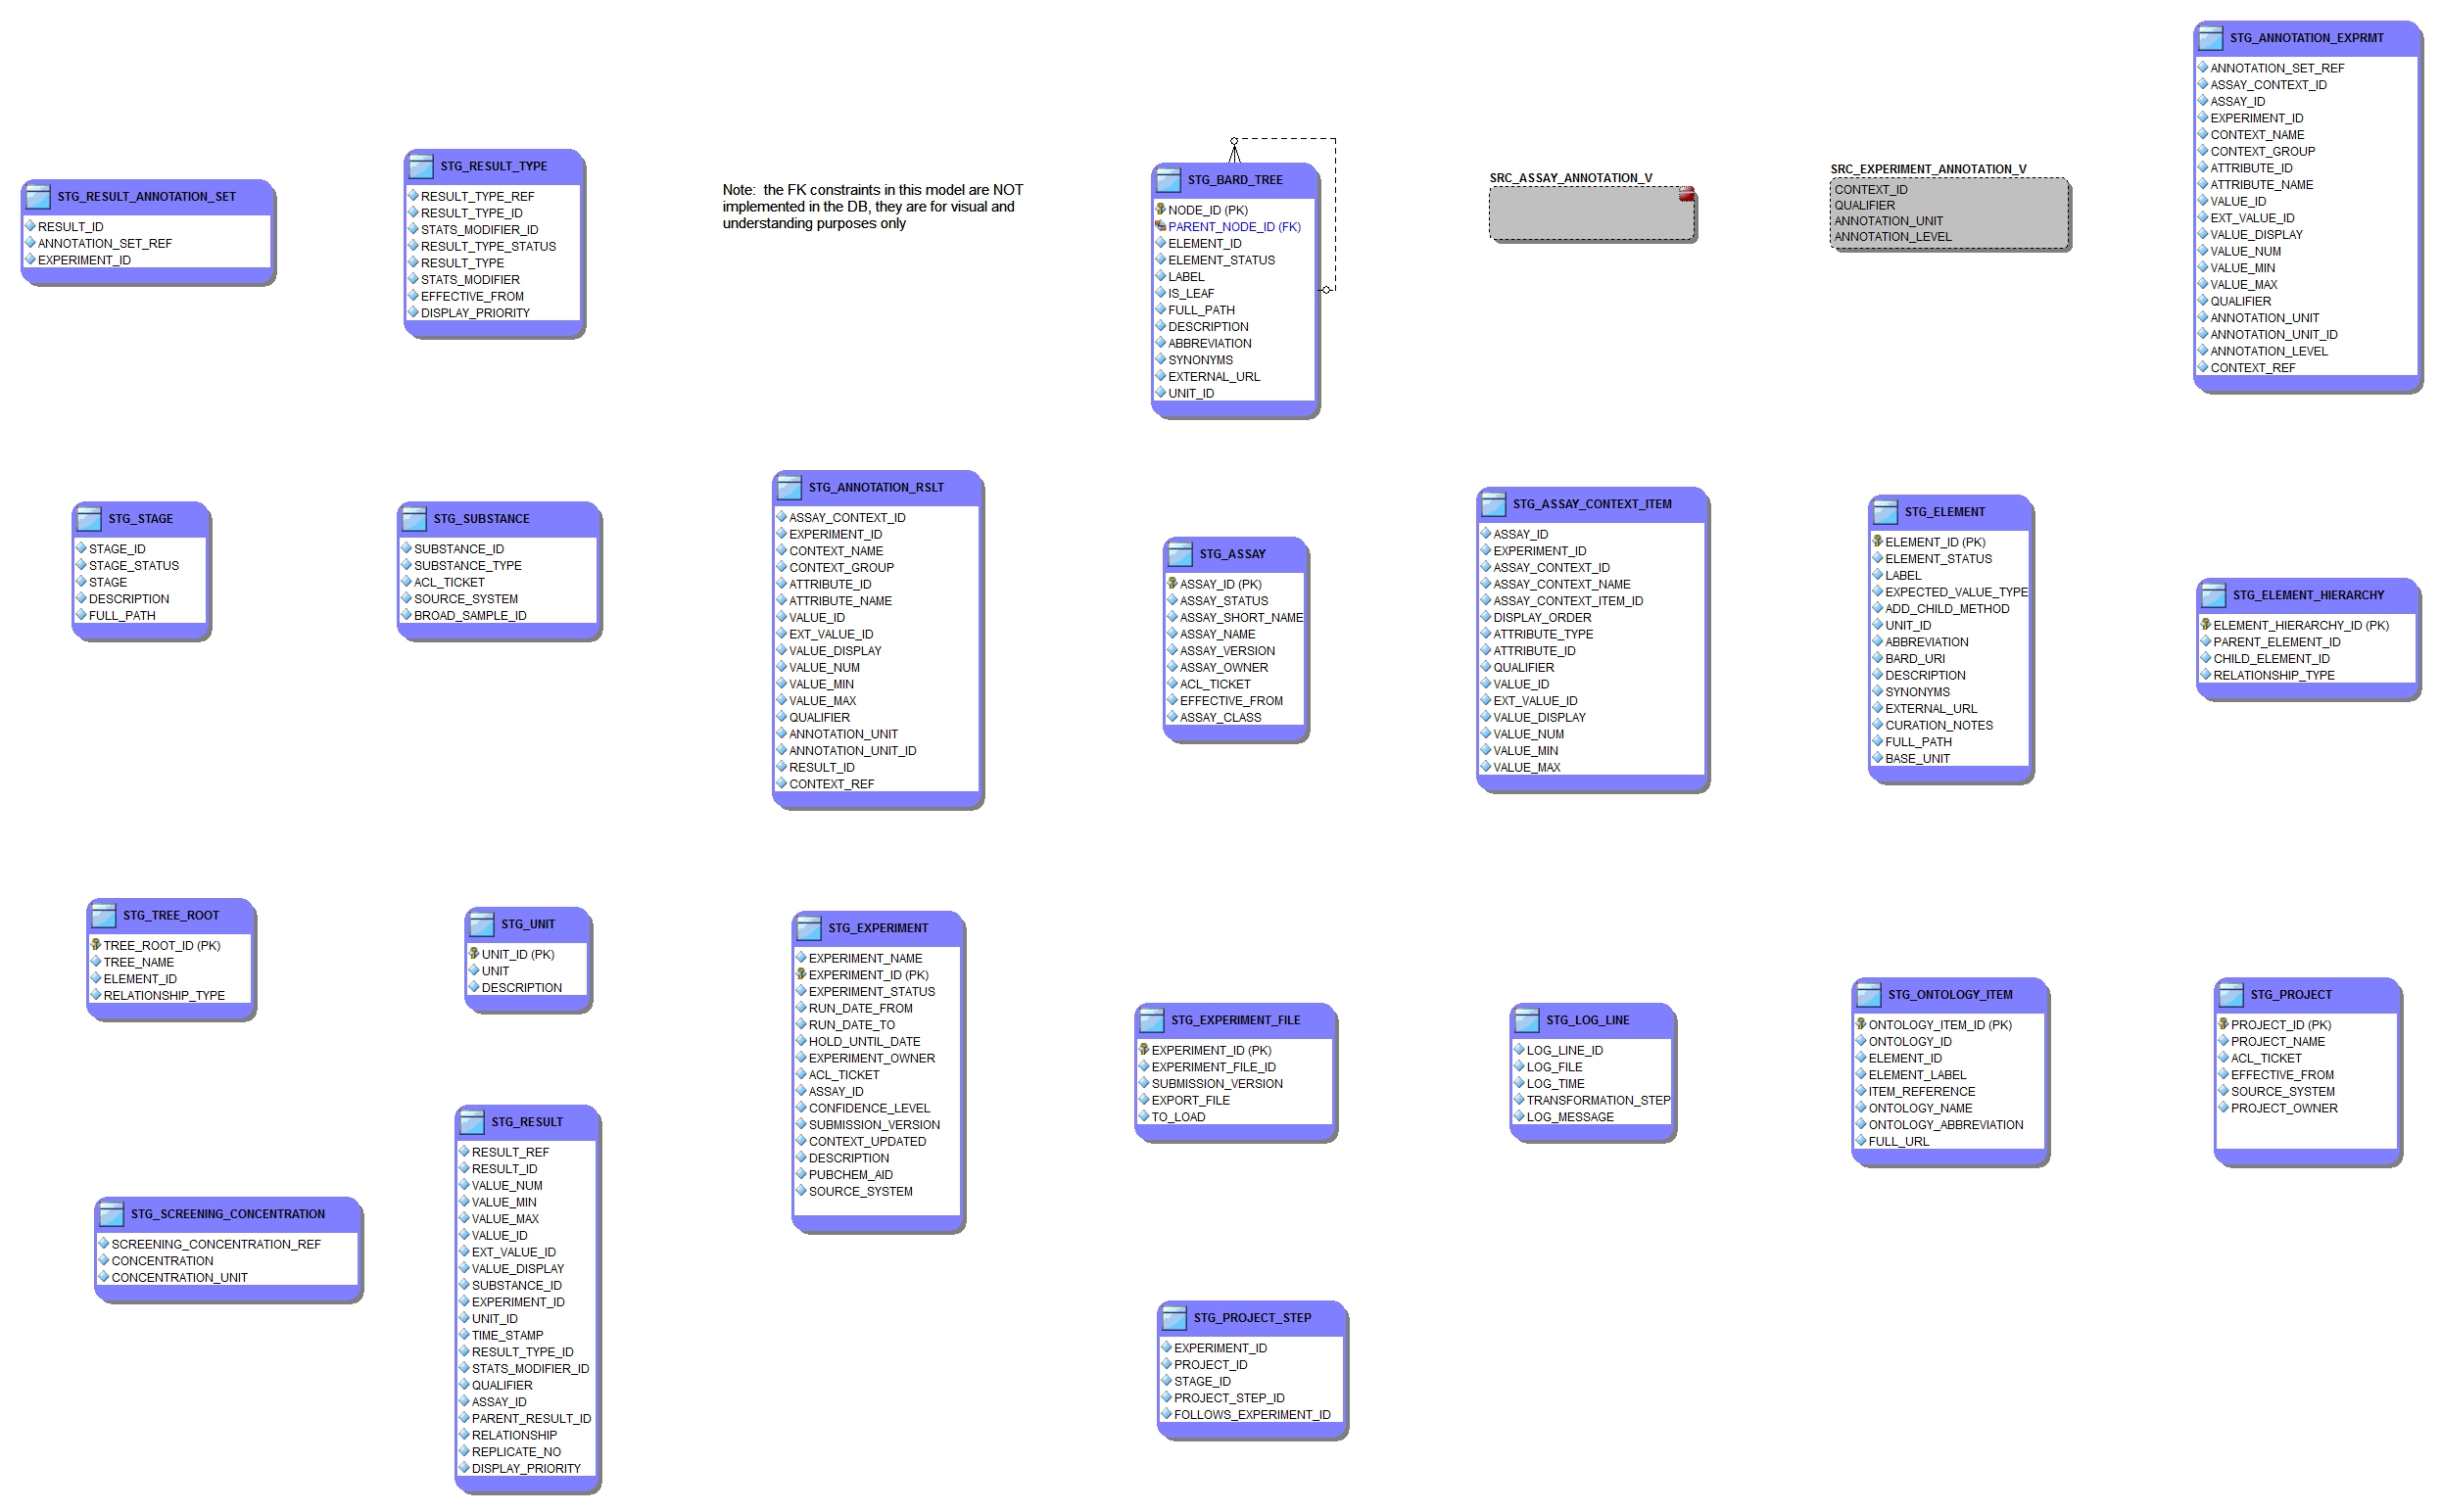 STG_RESULT_ANNOTATION_SET
RESULT_ID
ANNOTATION_SET_REF
EXPERIMENT_ID
STG_RESULT_TYPE
RESULT_TYPE_REF
RESULT_TYPE_ID
STATS_MODIFIER_ID
RESULT_TYPE_STATUS
RESULT_TYPE
STATS_MODIFIER
EFFECTIVE_FROM
DISPLAY_PRIORITY
Note:  the FK constraints in this model are NOT
implemented in the DB, they are for visual and
understanding purposes only
STG_BARD_TREE
NODE_ID (PK)
PARENT_NODE_ID (FK)
ELEMENT_ID
ELEMENT_STATUS
LABEL
IS_LEAF
FULL_PATH
DESCRIPTION
ABBREVIATION
SYNONYMS
EXTERNAL_URL
UNIT_ID
SRC_ASSAY_ANNOTATION_V
SRC_EXPERIMENT_ANNOTATION_V
CONTEXT_ID
QUALIFIER
ANNOTATION_UNIT
ANNOTATION_LEVEL
STG_ANNOTATION_EXPRMT
ANNOTATION_SET_REF
ASSAY_CONTEXT_ID
ASSAY_ID
EXPERIMENT_ID
CONTEXT_NAME
CONTEXT_GROUP
ATTRIBUTE_ID
ATTRIBUTE_NAME
VALUE_ID
EXT_VALUE_ID
VALUE_DISPLAY
VALUE_NUM
VALUE_MIN
VALUE_MAX
QUALIFIER
ANNOTATION_UNIT
ANNOTATION_UNIT_ID
ANNOTATION_LEVEL
CONTEXT_REF
STG_STAGE
STAGE_ID
STAGE_STATUS
STAGE
DESCRIPTION
FULL_PATH
STG_SUBSTANCE
SUBSTANCE_ID
SUBSTANCE_TYPE
ACL_TICKET
SOURCE_SYSTEM
BROAD_SAMPLE_ID
STG_ANNOTATION_RSLT
ASSAY_CONTEXT_ID
EXPERIMENT_ID
CONTEXT_NAME
CONTEXT_GROUP
ATTRIBUTE_ID
ATTRIBUTE_NAME
VALUE_ID
EXT_VALUE_ID
VALUE_DISPLAY
VALUE_NUM
VALUE_MIN
VALUE_MAX
QUALIFIER
ANNOTATION_UNIT
ANNOTATION_UNIT_ID
RESULT_ID
CONTEXT_REF
STG_ASSAY
ASSAY_ID (PK)
ASSAY_STATUS
ASSAY_SHORT_NAME
ASSAY_NAME
ASSAY_VERSION
ASSAY_OWNER
ACL_TICKET
EFFECTIVE_FROM
ASSAY_CLASS
STG_ASSAY_CONTEXT_ITEM
ASSAY_ID
EXPERIMENT_ID
ASSAY_CONTEXT_ID
ASSAY_CONTEXT_NAME
ASSAY_CONTEXT_ITEM_ID
DISPLAY_ORDER
ATTRIBUTE_TYPE
ATTRIBUTE_ID
QUALIFIER
VALUE_ID
EXT_VALUE_ID
VALUE_DISPLAY
VALUE_NUM
VALUE_MIN
VALUE_MAX
STG_ELEMENT
ELEMENT_ID (PK)
ELEMENT_STATUS
LABEL
EXPECTED_VALUE_TYPE
ADD_CHILD_METHOD
UNIT_ID
ABBREVIATION
BARD_URI
DESCRIPTION
SYNONYMS
EXTERNAL_URL
CURATION_NOTES
FULL_PATH
BASE_UNIT
STG_ELEMENT_HIERARCHY
ELEMENT_HIERARCHY_ID (PK)
PARENT_ELEMENT_ID
CHILD_ELEMENT_ID
RELATIONSHIP_TYPE
STG_TREE_ROOT
TREE_ROOT_ID (PK)
TREE_NAME
ELEMENT_ID
RELATIONSHIP_TYPE
STG_UNIT
UNIT_ID (PK)
UNIT
DESCRIPTION
STG_EXPERIMENT
EXPERIMENT_NAME
EXPERIMENT_ID (PK)
EXPERIMENT_STATUS
RUN_DATE_FROM
RUN_DATE_TO
HOLD_UNTIL_DATE
EXPERIMENT_OWNER
ACL_TICKET
ASSAY_ID
CONFIDENCE_LEVEL
SUBMISSION_VERSION
CONTEXT_UPDATED
DESCRIPTION
PUBCHEM_AID
SOURCE_SYSTEM
STG_EXPERIMENT_FILE
EXPERIMENT_ID (PK)
EXPERIMENT_FILE_ID
SUBMISSION_VERSION
EXPORT_FILE
TO_LOAD
STG_LOG_LINE
LOG_LINE_ID
LOG_FILE
LOG_TIME
TRANSFORMATION_STEP
LOG_MESSAGE
STG_ONTOLOGY_ITEM
ONTOLOGY_ITEM_ID (PK)
ONTOLOGY_ID
ELEMENT_ID
ELEMENT_LABEL
ITEM_REFERENCE
ONTOLOGY_NAME
ONTOLOGY_ABBREVIATION
FULL_URL
STG_PROJECT
PROJECT_ID (PK)
PROJECT_NAME
ACL_TICKET
EFFECTIVE_FROM
SOURCE_SYSTEM
PROJECT_OWNER
STG_SCREENING_CONCENTRATION
SCREENING_CONCENTRATION_REF
CONCENTRATION
CONCENTRATION_UNIT
STG_RESULT
RESULT_REF
RESULT_ID
VALUE_NUM
VALUE_MIN
VALUE_MAX
VALUE_ID
EXT_VALUE_ID
VALUE_DISPLAY
SUBSTANCE_ID
EXPERIMENT_ID
UNIT_ID
TIME_STAMP
RESULT_TYPE_ID
STATS_MODIFIER_ID
QUALIFIER
ASSAY_ID
PARENT_RESULT_ID
RELATIONSHIP
REPLICATE_NO
DISPLAY_PRIORITY
STG_PROJECT_STEP
EXPERIMENT_ID
PROJECT_ID
STAGE_ID
PROJECT_STEP_ID
FOLLOWS_EXPERIMENT_ID